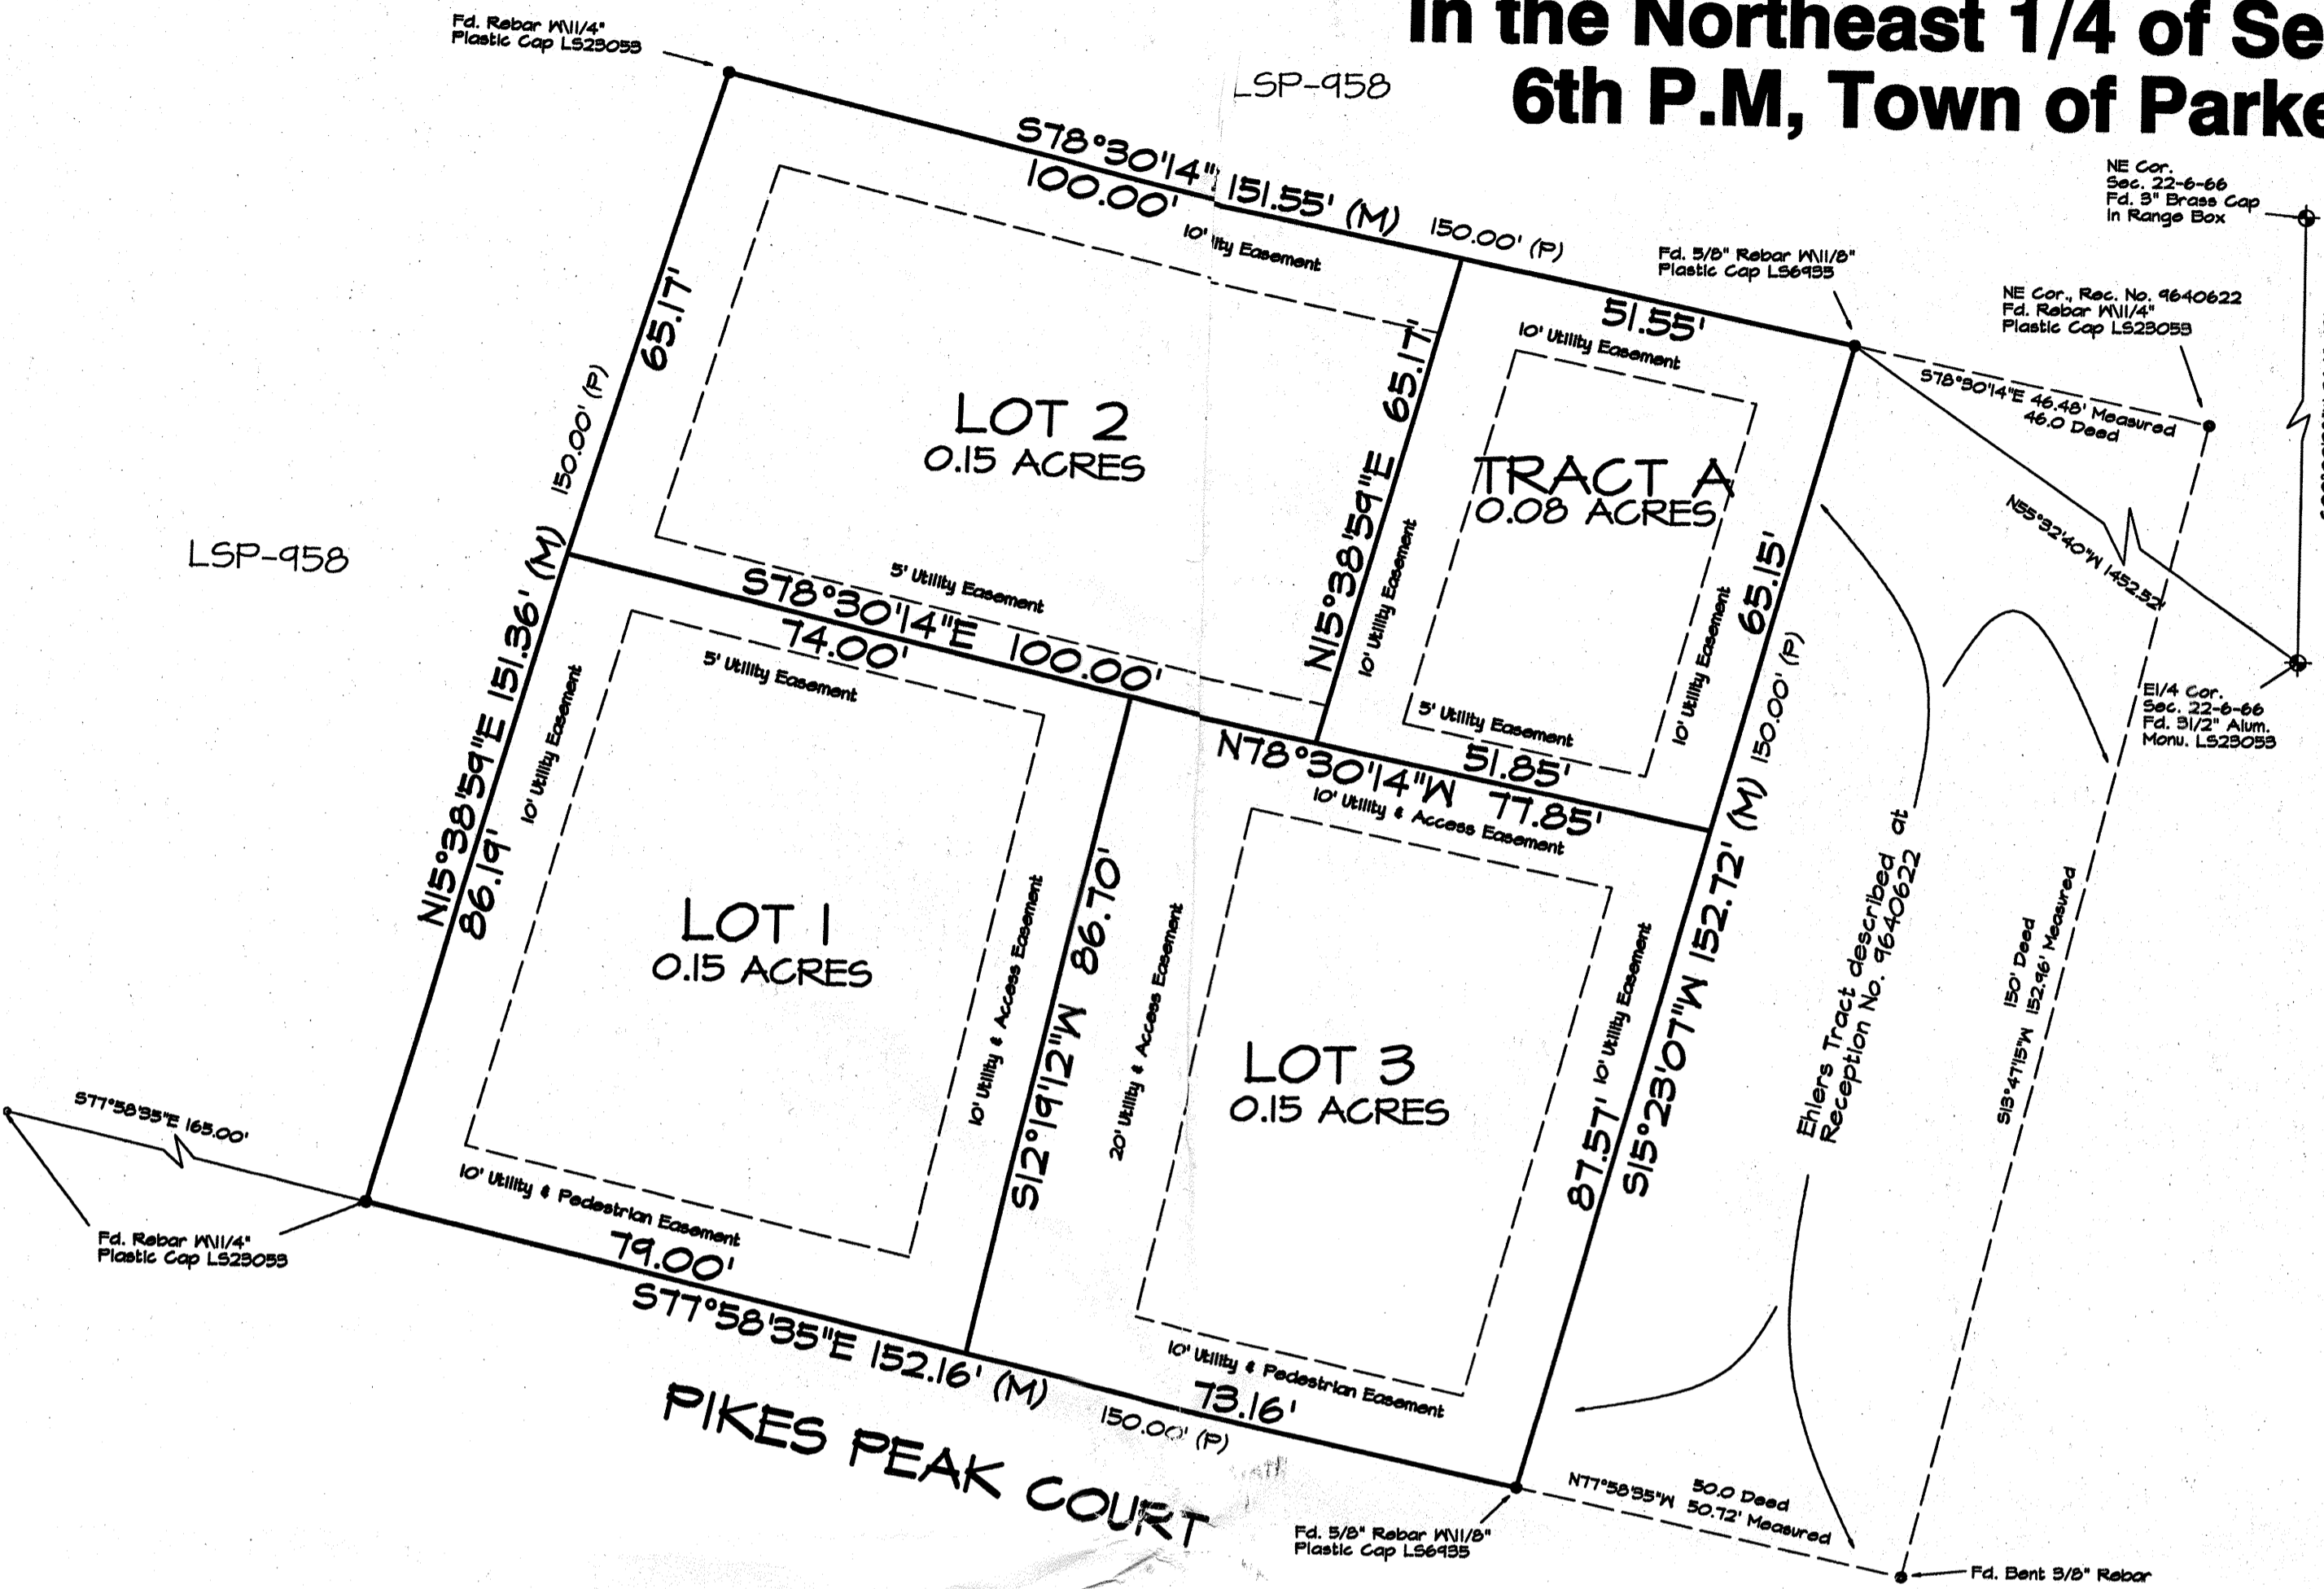 In the Northeast 1/4 of Se
6th P.M, Town of Parke
Fd. Rebar W\11/4"
Plastic Cap LS23053
LSP-958
S78°30'14" 151.55' (M)
150.00' (P)
100.00'
10' ity Easement
NE Cor.
Sec. 22-6-66
Fd. 3" Brass Cap
In Range Box
Fd. 5/8" Rebar W\11/8"
Plastic Cap LS6935
NE Cor., Rec. No. 9640622
Fd. Rebar W\11/4"
Plastic Cap LS23053
65.17'
51.55'
10' Utility Easement
S78°30'14"E 46.48' Measured
46.0 Deed
150.00' (P)
LOT 2
0.15 ACRES
N15°38'59"E 65.17'
10' Utility Easement
TRACT A
0.08 ACRES
65.15'
10' Utility Easement
N55°32'40"W 1452.52'
LSP-958
5' Utility Easement
S78°30'14"E 100.00'
74.00'
5' Utility Easement
5' Utility Easement
51.85'
N78°30'14"W 77.85'
10' Utility & Access Easement
150.00' (P)
E1/4 Cor.
Sec. 22-6-66
Fd. 31/2" Alum.
Monu. LS23053
N15°38'59"E 151.36' (M)
86.19'
10' Utility Easement
LOT 1
0.15 ACRES
10' Utility & Access Easement
S12°19'12"W 86.70'
20' Utility & Access Easement
LOT 3
0.15 ACRES
87.57' 10' Utility Easement
S15°23'07"W 152.72' (M)
Ehlers Tract described at
Reception No. 9640622
150' Deed
S13°47'15"W 152.96' Measured
S77°58'35"E 165.00'
Fd. Rebar W\11/4"
Plastic Cap LS23053
10' Utility & Pedestrian Easement
79.00'
S77°58'35"E 152.16' (M)
150.00' (P)
10' Utility & Pedestrian Easement
73.16'
PIKES PEAK COURT
Fd. 5/8" Rebar W\11/8"
Plastic Cap LS6935
50.0 Deed
N77°58'35"W 50.72' Measured
Fd. Bent 3/8" Rebar